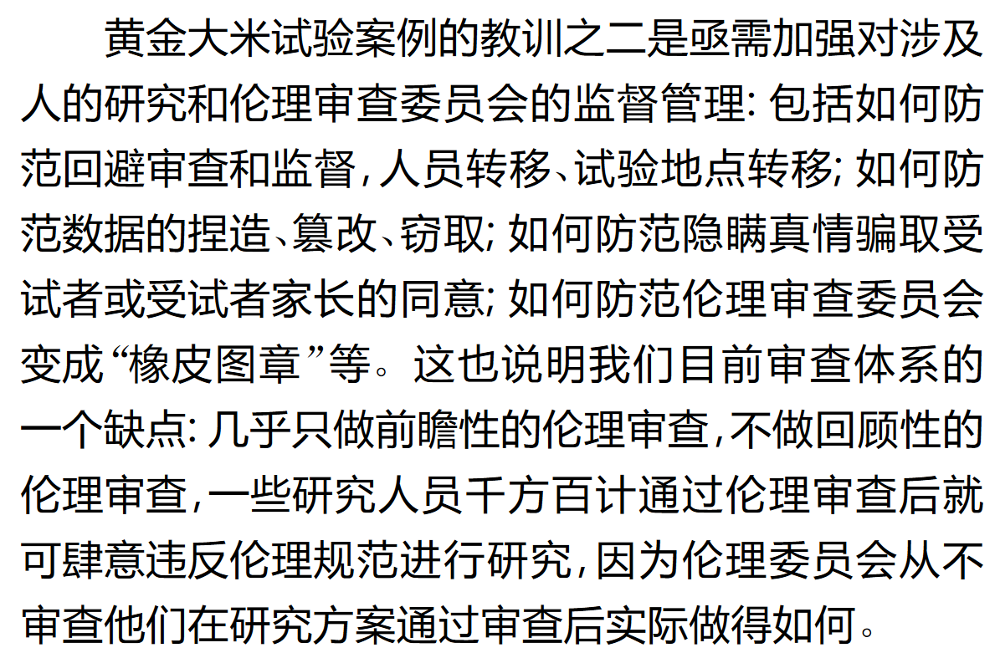 黄金大米试验案例的教训之二是亟需加强对涉及
人的研究和伦理审查委员会的监督管理：包括如何防
范回避审查和监督，人员转移、试验地点转移；如何防
范数据的捏造、篡改、窃取；如何防范隐瞒真情骗取受
试者或受试者家长的同意；如何防范伦理审查委员会
变成“橡皮图章”等。这也说明我们目前审查体系的
一个缺点：几乎只做前瞻性的伦理审查，不做回顾性的
伦理审查，一些研究人员千方百计通过伦理审查后就
可肆意违反伦理规范进行研究，因为伦理委员会从不
审查他们在研究方案通过审查后实际做得如何。